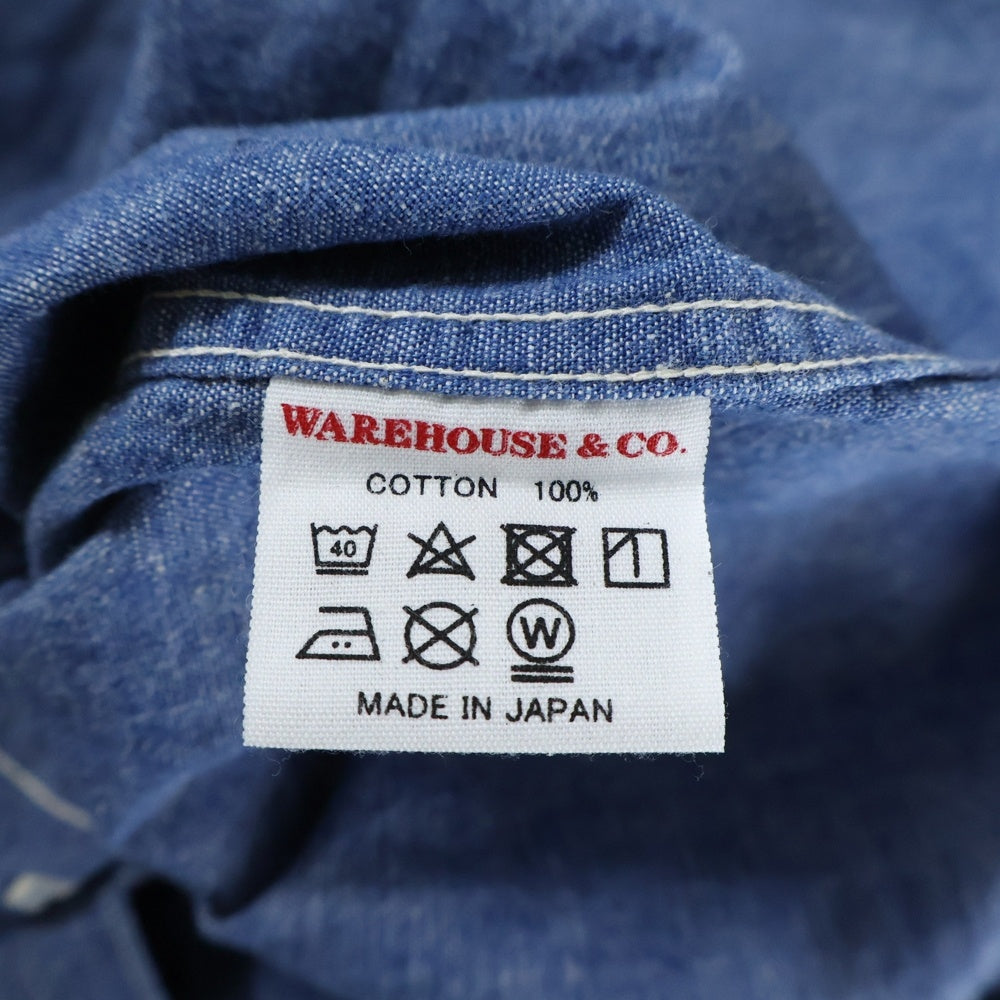 WAREHOUSE & CO.
COTTON 100%
40
W
MADE IN JAPAN